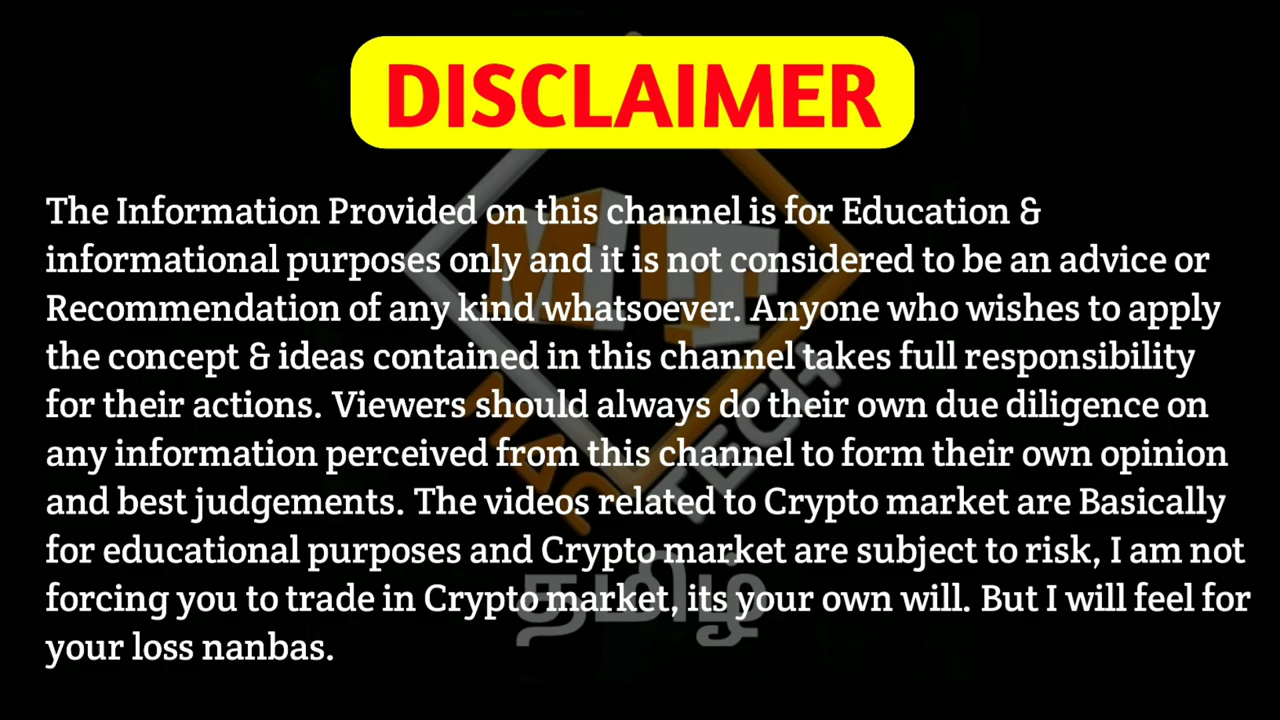 DISCLAIMER
The Information Provided on this channel is for Education &
informational purposes only and it is not considered to be an advice or
Recommendation of any kind whatsoever. Anyone who wishes to apply
the concept & ideas contained in this channel takes full responsibility
for their actions. Viewers should always do their own due diligence on
any information perceived from this channel to form their own opinion
and best judgements. The videos related to Crypto market are Basically
for educational purposes and Crypto market are subject to risk, I am not
forcing you to trade in Crypto market, its your own will. But I will feel for
your loss nanbas.
MT
TECH
தமிழ்